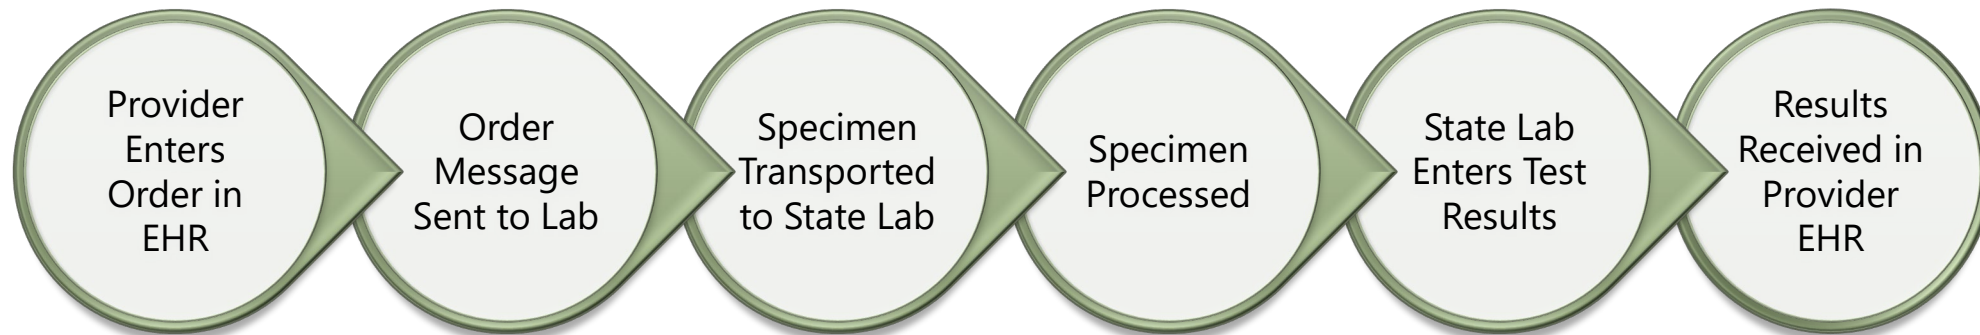 Provider
Enters
Order in
EHR
Order
Message
Sent to Lab
Specimen
Transported
to State Lab
Specimen
Processed
State Lab
Enters Test
Results
Results
Received in
Provider
EHR